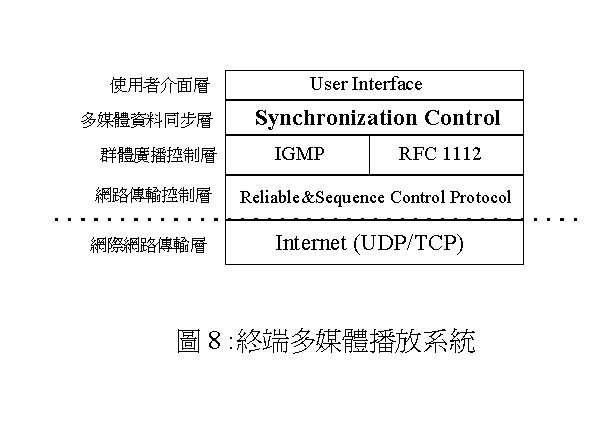 使用者介面層 User Interface
多媒體資料同步層 Synchronization Control
群體廣播控制層 IGMP RFC 1112
網路傳輸控制層 Reliable&Sequence Control Protocol
網際網路傳輸層 Internet (UDP/TCP)
圖 8 :終端多媒體播放系統